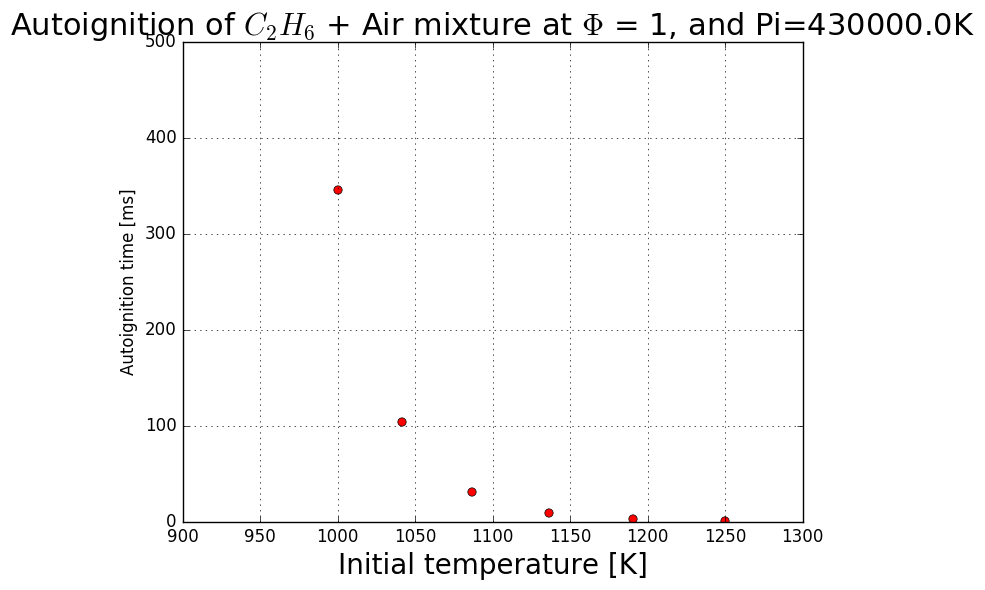 Autoignition of C₂H₆ + Air mixture at Φ = 1, and Pi=430000.0K
500
400
300
200
100
0
Autoignition time [ms]
900 950 1000 1050 1100 1150 1200 1250 1300
Initial temperature [K]